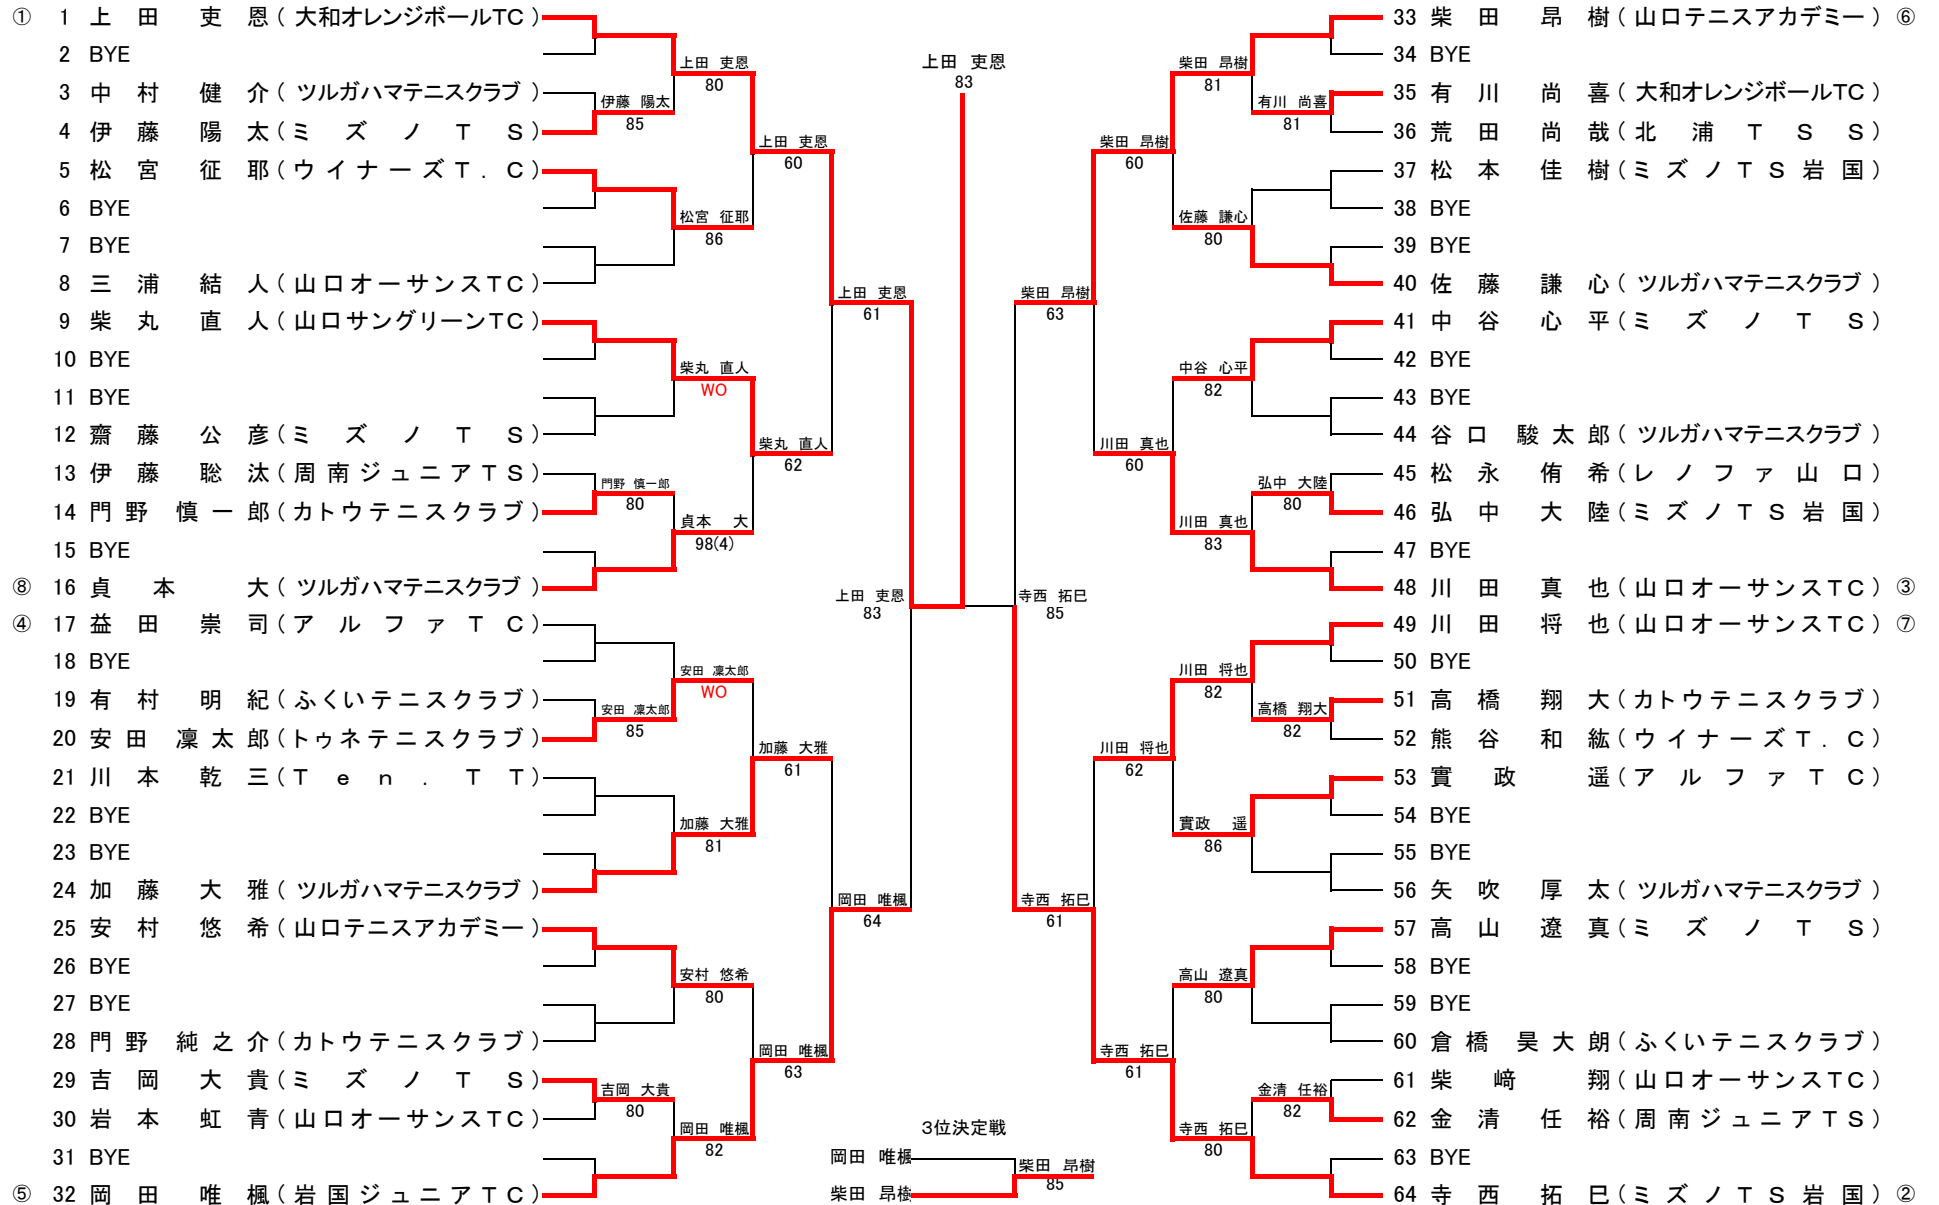 ① 1 上田 吏恩(大和オレンジボールTC)
2 BYE
3 中村 健介(ツルガハマテニスクラブ)
4 伊藤 陽太(ミズノTS)
5 松宮 征耶(ウイナーズT.C)
6 BYE
7 BYE
8 三浦 結人(山口オーサンスTC)
9 柴丸 直人(山口サングリーンTC)
10 BYE
11 BYE
12 齋藤 公彦(ミズノTS)
13 伊藤 聡汰(周南ジュニアTS)
14 門野 慎一郎(カトウテニスクラブ)
15 BYE
⑧ 16 貞本 大(ツルガハマテニスクラブ)
④ 17 益田 崇司(アルファTC)
18 BYE
19 有村 明紀(ふくいテニスクラブ)
20 安田 凜太郎(トゥネテニスクラブ)
21 川本 乾三(Ten.TT)
22 BYE
23 BYE
24 加藤 大雅(ツルガハマテニスクラブ)
25 安村 悠希(山口テニスアカデミー)
26 BYE
27 BYE
28 門野 純之介(カトウテニスクラブ)
29 吉岡 大貴(ミズノTS)
30 岩本 虹青(山口オーサンスTC)
31 BYE
⑤ 32 岡田 唯楓(岩国ジュニアTC)
伊藤 陽太
85
門野 慎一郎
80
安田 凜太郎
85
吉岡 大貴
80
上田 吏恩
80
松宮 征耶
86
柴丸 直人
WO
貞本 大
98(4)
安田 凜太郎
WO
加藤 大雅
81
安村 悠希
80
岡田 唯楓
82
上田 吏恩
60
柴丸 直人
62
加藤 大雅
61
岡田 唯楓
63
上田 吏恩
61
岡田 唯楓
64
上田 吏恩
83
上田 吏恩
83
寺西 拓巳
85
柴田 昂樹
63
寺西 拓巳
61
柴田 昂樹
60
川田 真也
60
川田 将也
62
寺西 拓巳
61
柴田 昂樹
81
佐藤 謙心
80
中谷 心平
82
川田 真也
83
川田 将也
82
實政 遥
86
高山 遼真
80
寺西 拓巳
80
有川 尚喜
81
弘中 大陸
80
高橋 翔大
82
金清 任裕
82
33 柴田 昂樹(山口テニスアカデミー) ⑥
34 BYE
35 有川 尚喜(大和オレンジボールTC)
36 荒田 尚哉(北浦TSS)
37 松本 佳樹(ミズノTS岩国)
38 BYE
39 BYE
40 佐藤 謙心(ツルガハマテニスクラブ)
41 中谷 心平(ミズノTS)
42 BYE
43 BYE
44 谷口 駿太郎(ツルガハマテニスクラブ)
45 松永 侑希(レノファ山口)
46 弘中 大陸(ミズノTS岩国)
47 BYE
48 川田 真也(山口オーサンスTC) ③
49 川田 将也(山口オーサンスTC) ⑦
50 BYE
51 高橋 翔大(カトウテニスクラブ)
52 熊谷 和紘(ウイナーズT.C)
53 實政 遥(アルファTC)
54 BYE
55 BYE
56 矢吹 厚太(ツルガハマテニスクラブ)
57 高山 遼真(ミズノTS)
58 BYE
59 BYE
60 倉橋 昊大朗(ふくいテニスクラブ)
61 柴﨑 翔(山口オーサンスTC)
62 金清 任裕(周南ジュニアTS)
63 BYE
64 寺西 拓巳(ミズノTS岩国) ②
3位決定戦
岡田 唯楓
柴田 昂樹
柴田 昂樹
85